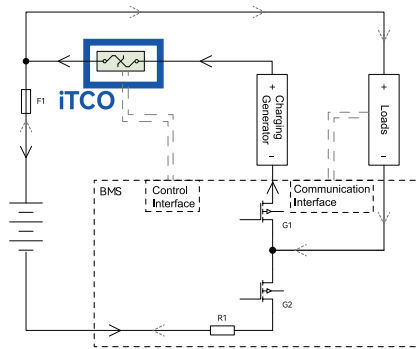 iTCO
F1
+
Charging
Generator
−
+
Loads
−
BMS
Control
Interface
Communication
Interface
G1
G2
R1